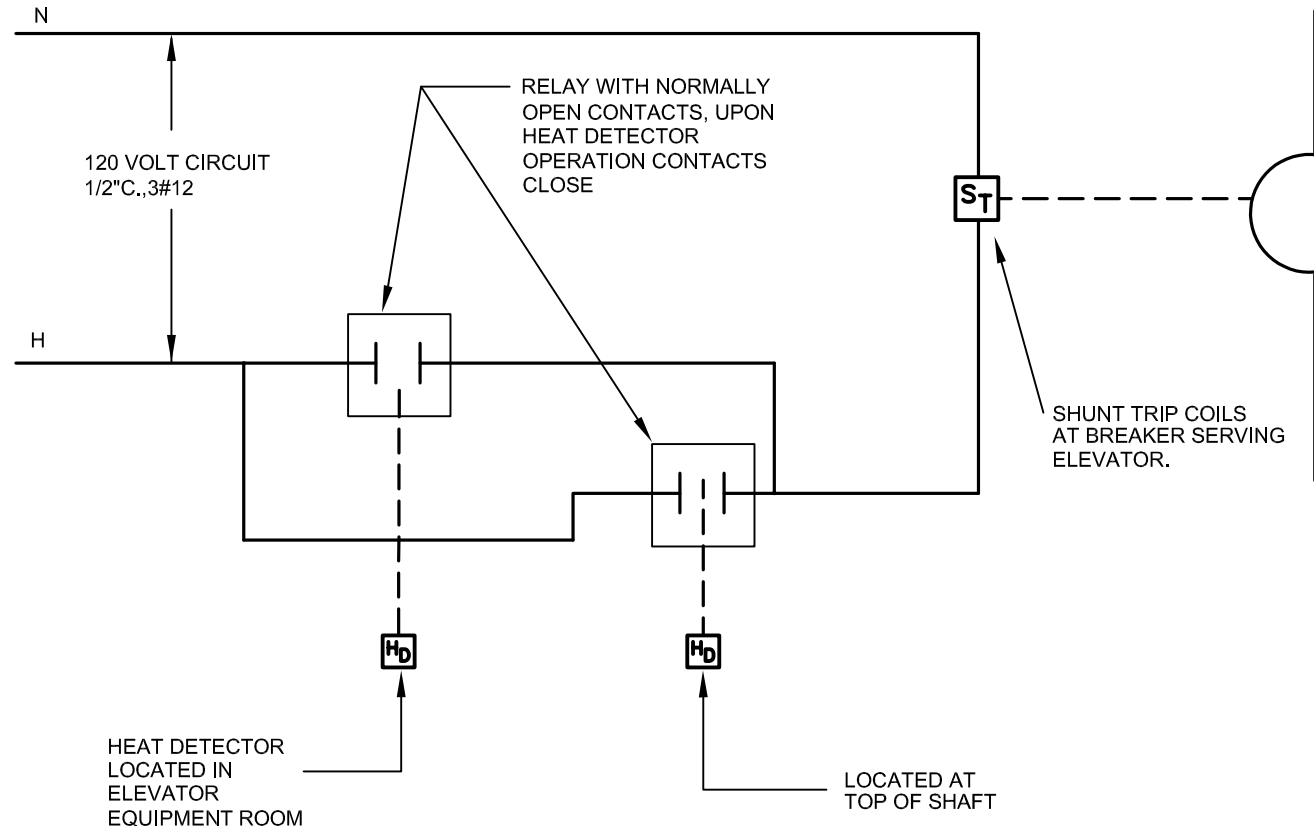 N
RELAY WITH NORMALLY
OPEN CONTACTS, UPON
HEAT DETECTOR
OPERATION CONTACTS
CLOSE
120 VOLT CIRCUIT
1/2"C.,3#12
ST
H
SHUNT TRIP COILS
AT BREAKER SERVING
ELEVATOR.
HD
HD
HEAT DETECTOR
LOCATED IN
ELEVATOR
EQUIPMENT ROOM
LOCATED AT
TOP OF SHAFT